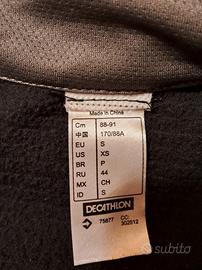 Made in China
Cm 88-91
中国 170/88A
EU S
US XS
BR P
RU 44
MX CH
ID S
DECATHLON
75877 CC:
302512
subito